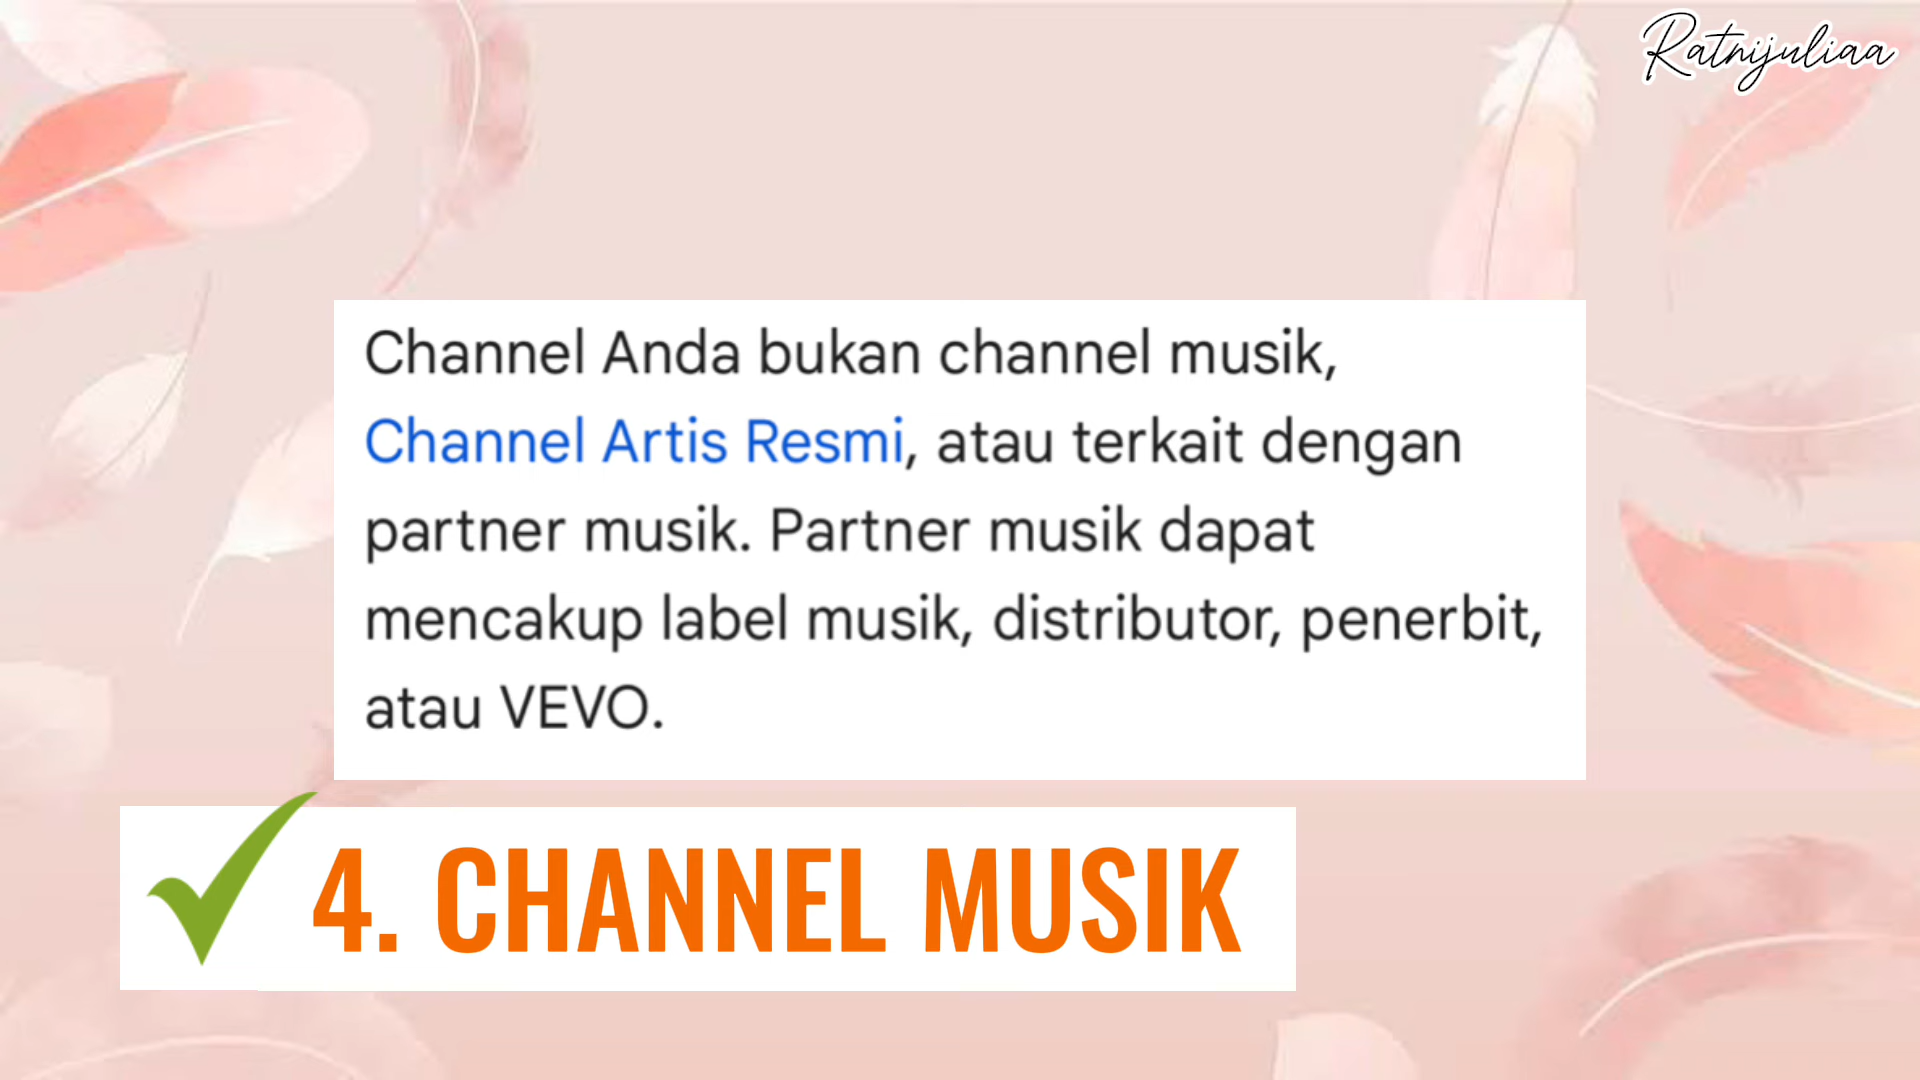 Ratnijuliaa
Channel Anda bukan channel musik,
Channel Artis Resmi, atau terkait dengan
partner musik. Partner musik dapat
mencakup label musik, distributor, penerbit,
atau VEVO.
4. CHANNEL MUSIK